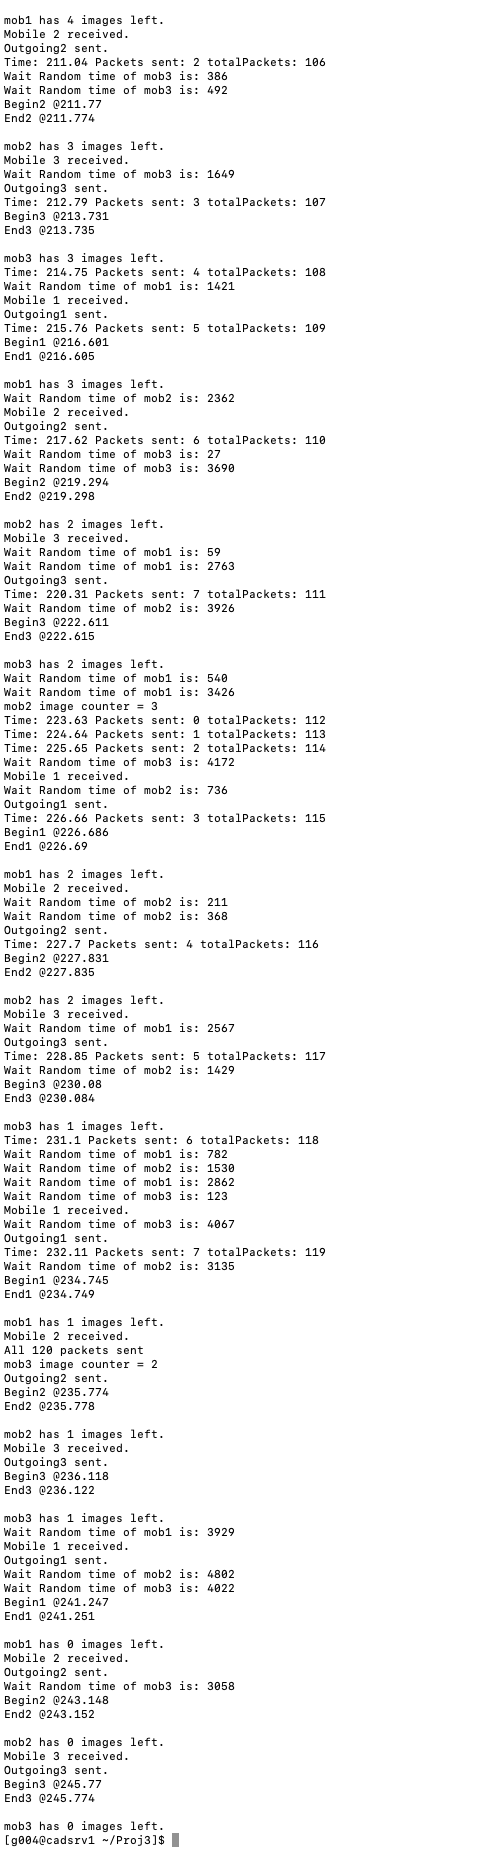 mob1 has 4 images left.
Mobile 2 received.
Outgoing2 sent.
Time: 211.04 Packets sent: 2 totalPackets: 106
Wait Random time of mob3 is: 386
Wait Random time of mob3 is: 492
Begin2 @211.77
End2 @211.774
mob2 has 3 images left.
Mobile 3 received.
Wait Random time of mob3 is: 1649
Outgoing3 sent.
Time: 212.79 Packets sent: 3 totalPackets: 107
Begin3 @213.731
End3 @213.735
mob3 has 3 images left.
Time: 214.75 Packets sent: 4 totalPackets: 108
Wait Random time of mob1 is: 1421
Mobile 1 received.
Outgoing1 sent.
Time: 215.76 Packets sent: 5 totalPackets: 109
Begin1 @216.601
End1 @216.605
mob1 has 3 images left.
Wait Random time of mob2 is: 2362
Mobile 2 received.
Outgoing2 sent.
Time: 217.62 Packets sent: 6 totalPackets: 110
Wait Random time of mob3 is: 27
Wait Random time of mob3 is: 3690
Begin2 @219.294
End2 @219.298
mob2 has 2 images left.
Mobile 3 received.
Wait Random time of mob1 is: 59
Wait Random time of mob1 is: 2763
Outgoing3 sent.
Time: 220.31 Packets sent: 7 totalPackets: 111
Wait Random time of mob2 is: 3926
Begin3 @222.611
End3 @222.615
mob3 has 2 images left.
Wait Random time of mob1 is: 540
Wait Random time of mob1 is: 3426
mob2 image counter = 3
Time: 223.63 Packets sent: 0 totalPackets: 112
Time: 224.64 Packets sent: 1 totalPackets: 113
Time: 225.65 Packets sent: 2 totalPackets: 114
Wait Random time of mob3 is: 4172
Mobile 1 received.
Wait Random time of mob2 is: 736
Outgoing1 sent.
Time: 226.66 Packets sent: 3 totalPackets: 115
Begin1 @226.686
End1 @226.69
mob1 has 2 images left.
Mobile 2 received.
Wait Random time of mob2 is: 211
Wait Random time of mob2 is: 368
Outgoing2 sent.
Time: 227.7 Packets sent: 4 totalPackets: 116
Begin2 @227.831
End2 @227.835
mob2 has 2 images left.
Mobile 3 received.
Wait Random time of mob1 is: 2567
Outgoing3 sent.
Time: 228.85 Packets sent: 5 totalPackets: 117
Wait Random time of mob2 is: 1429
Begin3 @230.08
End3 @230.084
mob3 has 1 images left.
Time: 231.1 Packets sent: 6 totalPackets: 118
Wait Random time of mob1 is: 782
Wait Random time of mob2 is: 1530
Wait Random time of mob1 is: 2862
Wait Random time of mob3 is: 123
Mobile 1 received.
Wait Random time of mob3 is: 4067
Outgoing1 sent.
Time: 232.11 Packets sent: 7 totalPackets: 119
Wait Random time of mob2 is: 3135
Begin1 @234.745
End1 @234.749
mob1 has 1 images left.
Mobile 2 received.
All 120 packets sent
mob3 image counter = 2
Outgoing2 sent.
Begin2 @235.774
End2 @235.778
mob2 has 1 images left.
Mobile 3 received.
Outgoing3 sent.
Begin3 @236.118
End3 @236.122
mob3 has 1 images left.
Wait Random time of mob1 is: 3929
Mobile 1 received.
Outgoing1 sent.
Wait Random time of mob2 is: 4802
Wait Random time of mob3 is: 4022
Begin1 @241.247
End1 @241.251
mob1 has 0 images left.
Mobile 2 received.
Outgoing2 sent.
Wait Random time of mob3 is: 3058
Begin2 @243.148
End2 @243.152
mob2 has 0 images left.
Mobile 3 received.
Outgoing3 sent.
Begin3 @245.77
End3 @245.774
mob3 has 0 images left.
[g004@cadsrv1 ~/Proj3]$